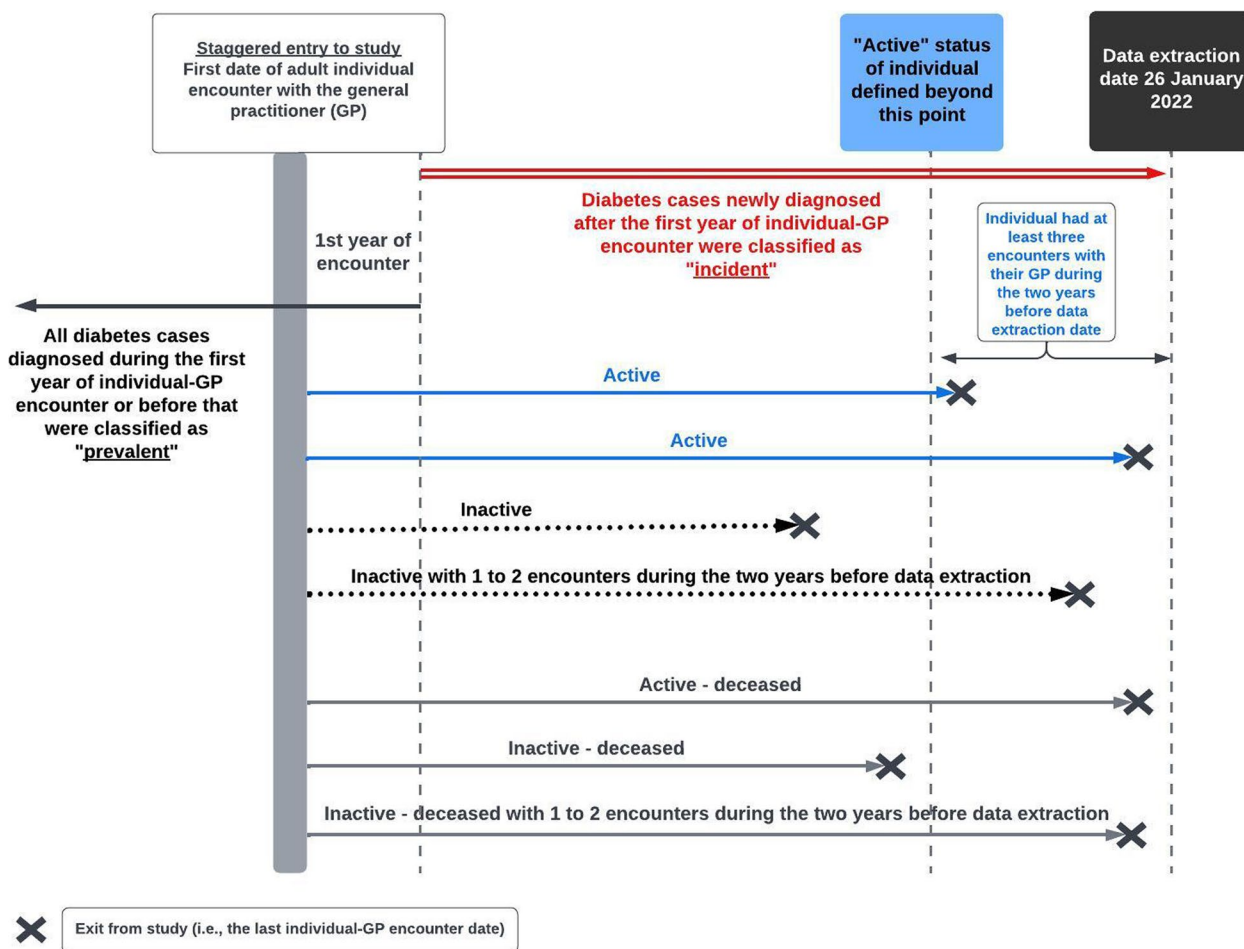 Staggered entry to study
First date of adult individual
encounter with the general
practitioner (GP)
"Active" status
of individual
defined beyond
this point
Data extraction
date 26 January
2022
Diabetes cases newly diagnosed
after the first year of individual-GP
encounter were classified as
"incident"
Individual had at
least three
encounters with
their GP during
the two years
before data
extraction date
1st year of
encounter
All diabetes cases
diagnosed during the first
year of individual-GP
encounter or before that
were classified as
"prevalent"
Active
Active
Inactive
Inactive with 1 to 2 encounters during the two years before data extraction
Active - deceased
Inactive - deceased
Inactive - deceased with 1 to 2 encounters during the two years before data extraction
Exit from study (i.e., the last individual-GP encounter date)